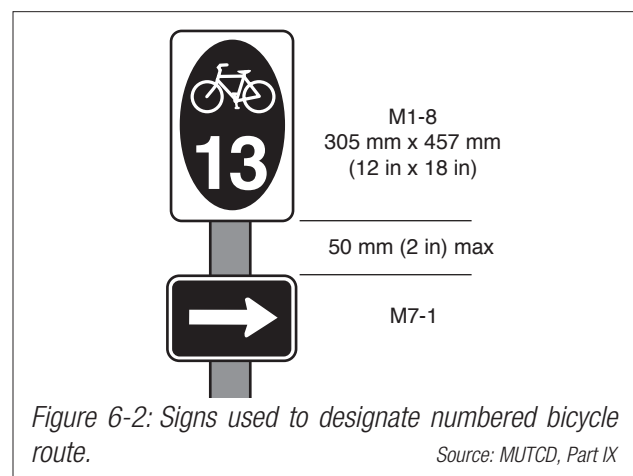 13
M1-8
305 mm x 457 mm
(12 in x 18 in)
50 mm (2 in) max
M7-1
Figure 6-2: Signs used to designate numbered bicycle
route.
Source: MUTCD, Part IX